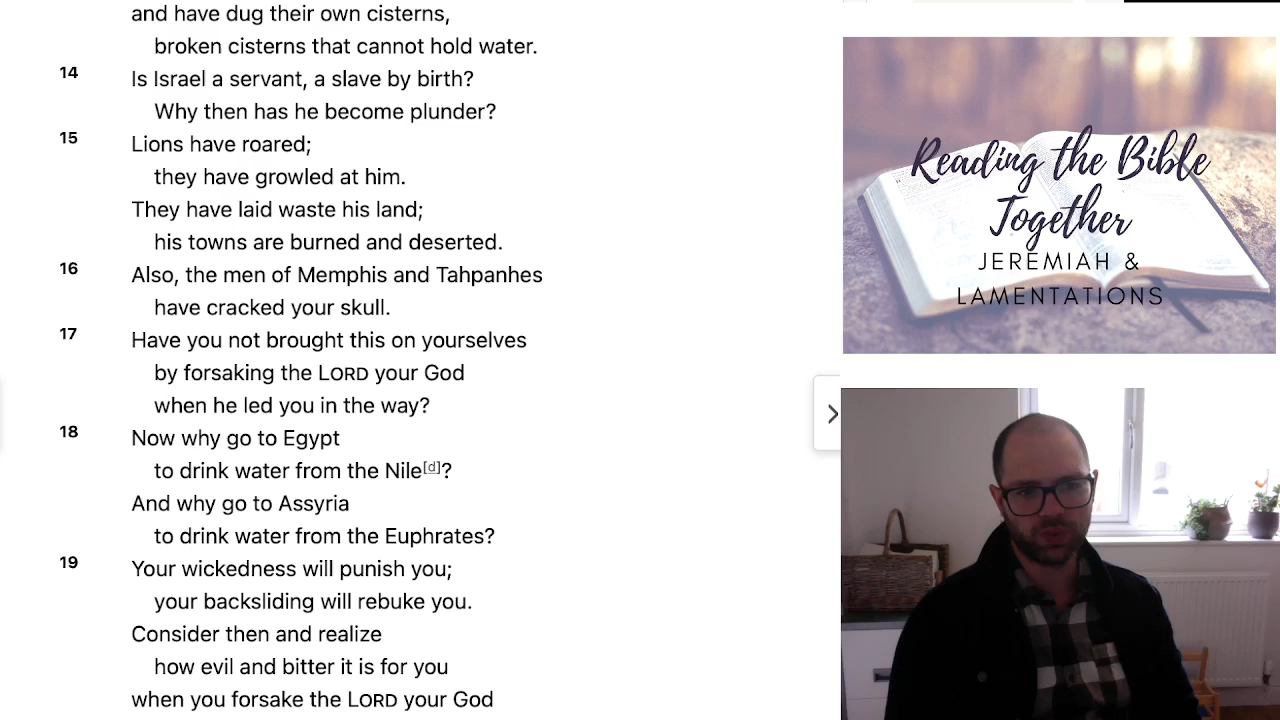 and have dug their own cisterns,
broken cisterns that cannot hold water.
14 Is Israel a servant, a slave by birth?
Why then has he become plunder?
15 Lions have roared;
they have growled at him.
They have laid waste his land;
his towns are burned and deserted.
16 Also, the men of Memphis and Tahpanhes
have cracked your skull.
17 Have you not brought this on yourselves
by forsaking the LORD your God
when he led you in the way?
18 Now why go to Egypt
to drink water from the Nile[d]?
And why go to Assyria
to drink water from the Euphrates?
19 Your wickedness will punish you;
your backsliding will rebuke you.
Consider then and realize
how evil and bitter it is for you
when you forsake the LORD your God
Reading the Bible
Together
JEREMIAH &
LAMENTATIONS